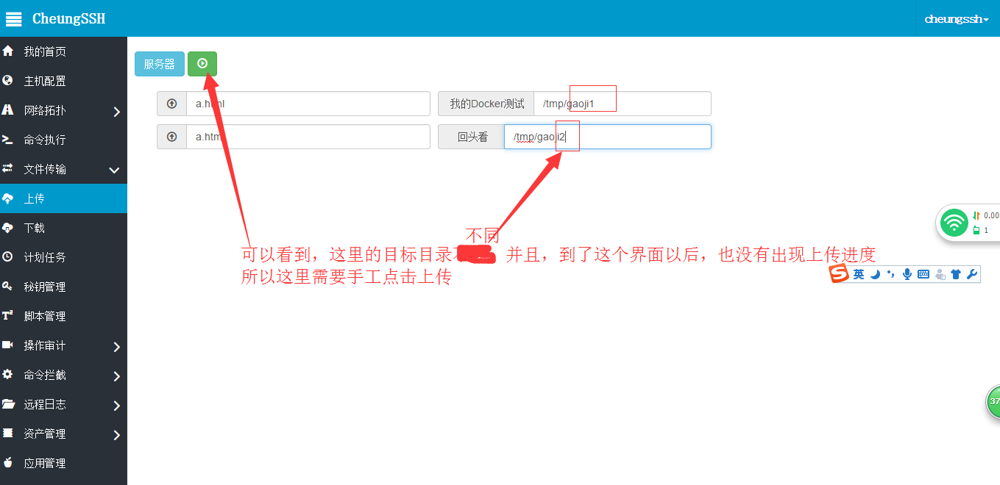 CheungSSH
cheungssh
我的首页
主机配置
网络拓扑
命令执行
文件传输
上传
下载
计划任务
秘钥管理
脚本管理
操作审计
命令拦截
远程日志
资产管理
应用管理
服务器
a.html
我的Docker测试
/tmp/gaoji1
a.html
回头看
/tmp/gaoji2
不同
可以看到，这里的目标目录 并且，到了这个界面以后，也没有出现上传进度
所以这里需要手工点击上传
0.00
1
英
37